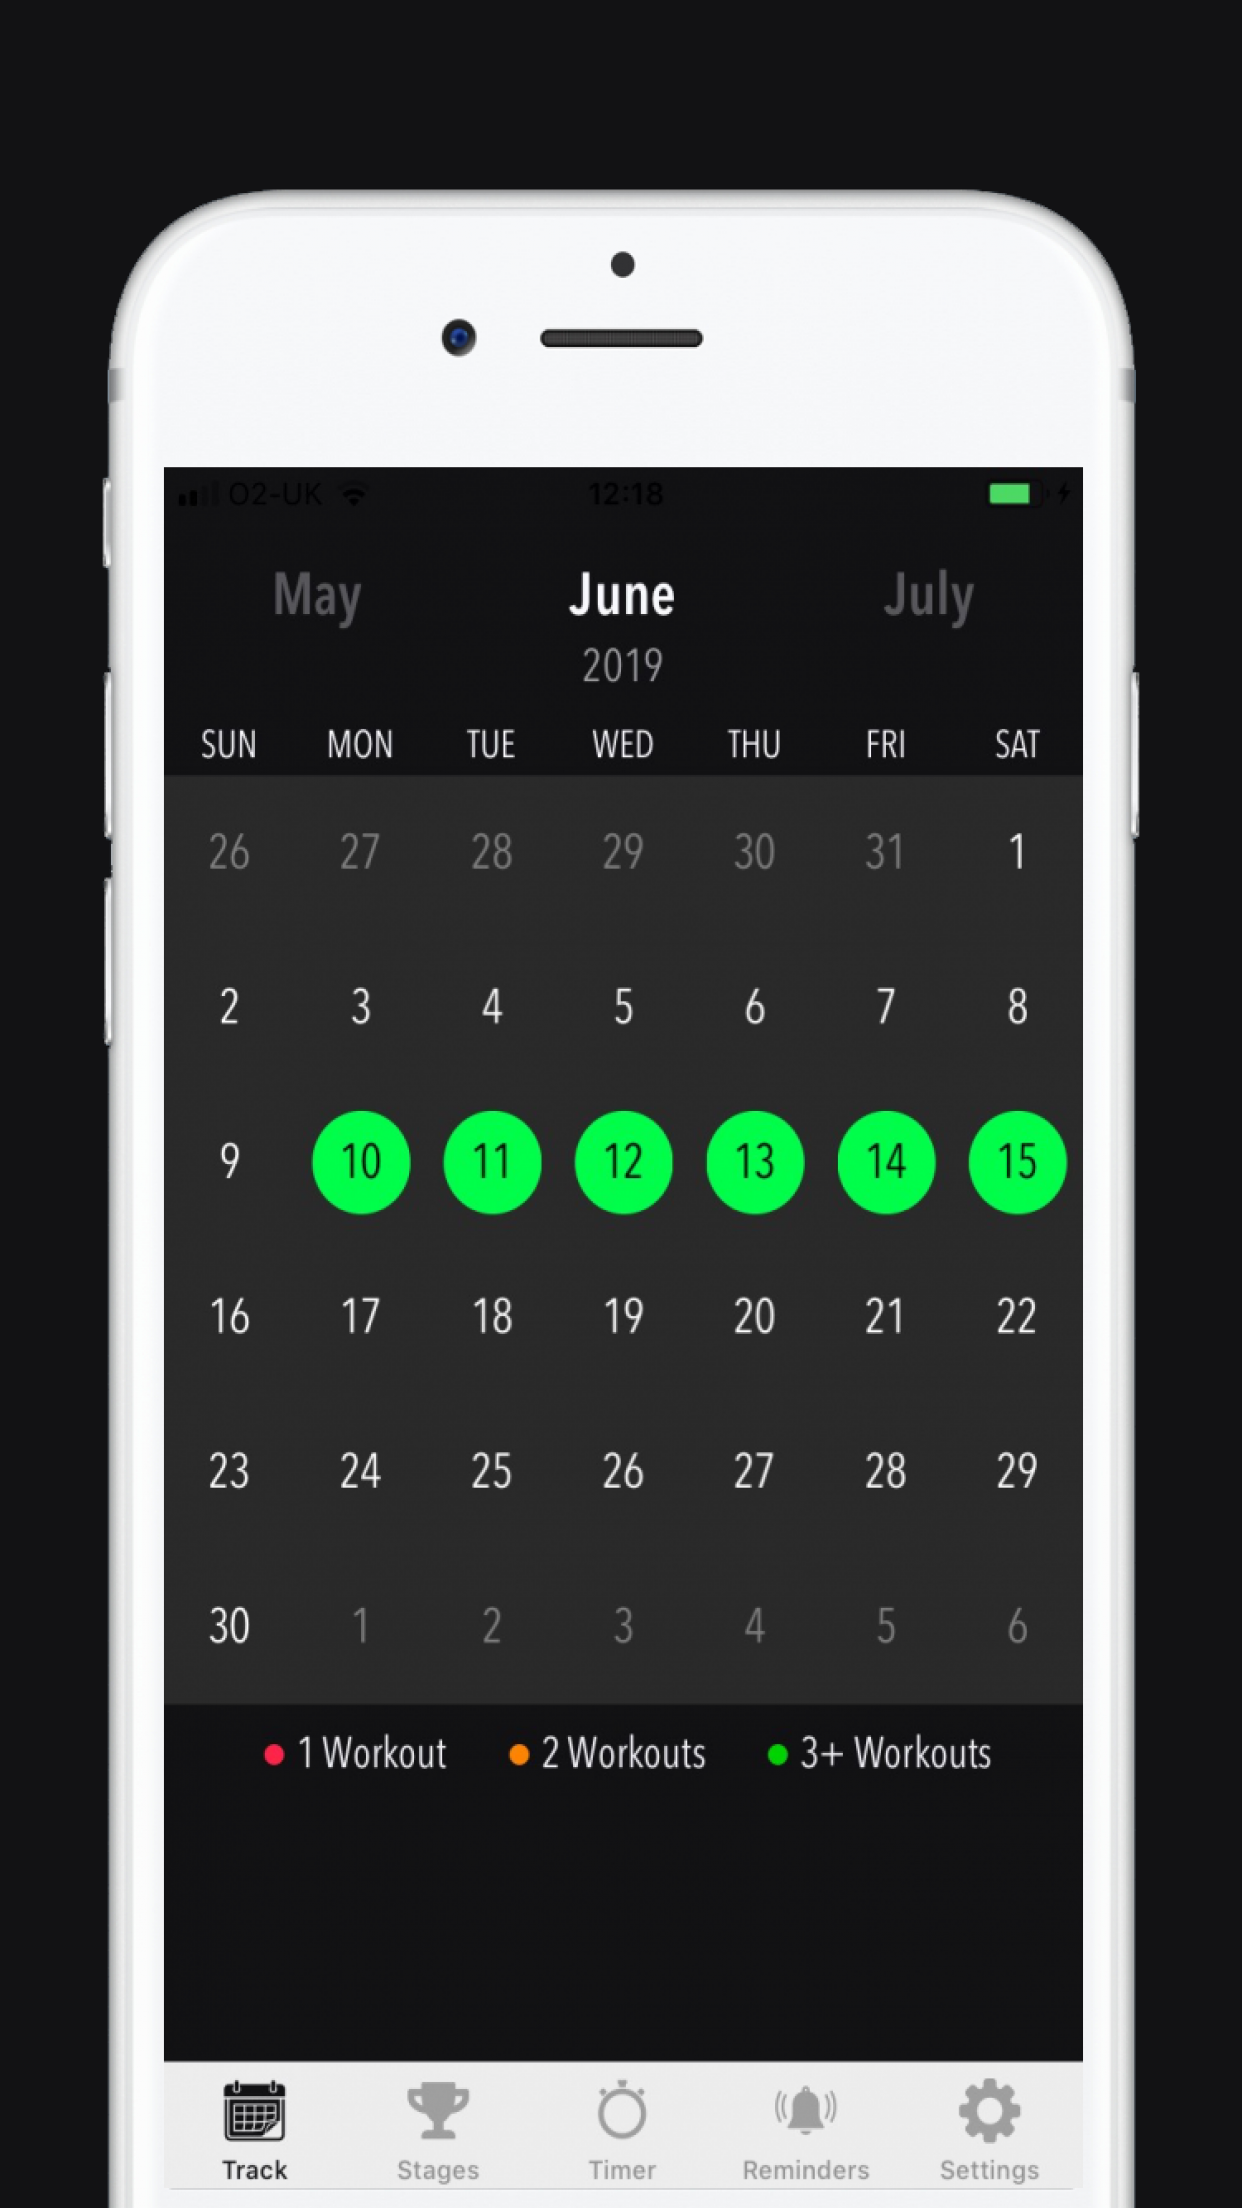 O2-UK 12:18
May June July
2019
SUN MON TUE WED THU FRI SAT
26 27 28 29 30 31 1
2 3 4 5 6 7 8
9 10 11 12 13 14 15
16 17 18 19 20 21 22
23 24 25 26 27 28 29
30 1 2 3 4 5 6
1 Workout 2 Workouts 3+ Workouts
Track Stages Timer Reminders Settings